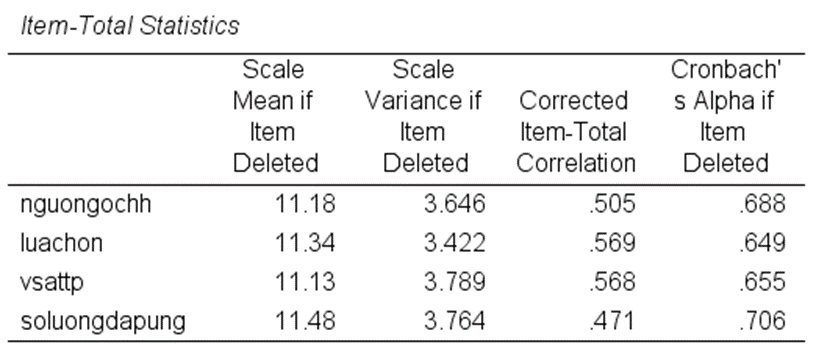 Item-Total Statistics
Scale Mean if Item Deleted Scale Variance if Item Deleted Corrected Item-Total Correlation Cronbach's Alpha if Item Deleted
nguongochh 11.18 3.646 .505 .688
luachon 11.34 3.422 .569 .649
vsattp 11.13 3.789 .568 .655
soluongdapung 11.48 3.764 .471 .706